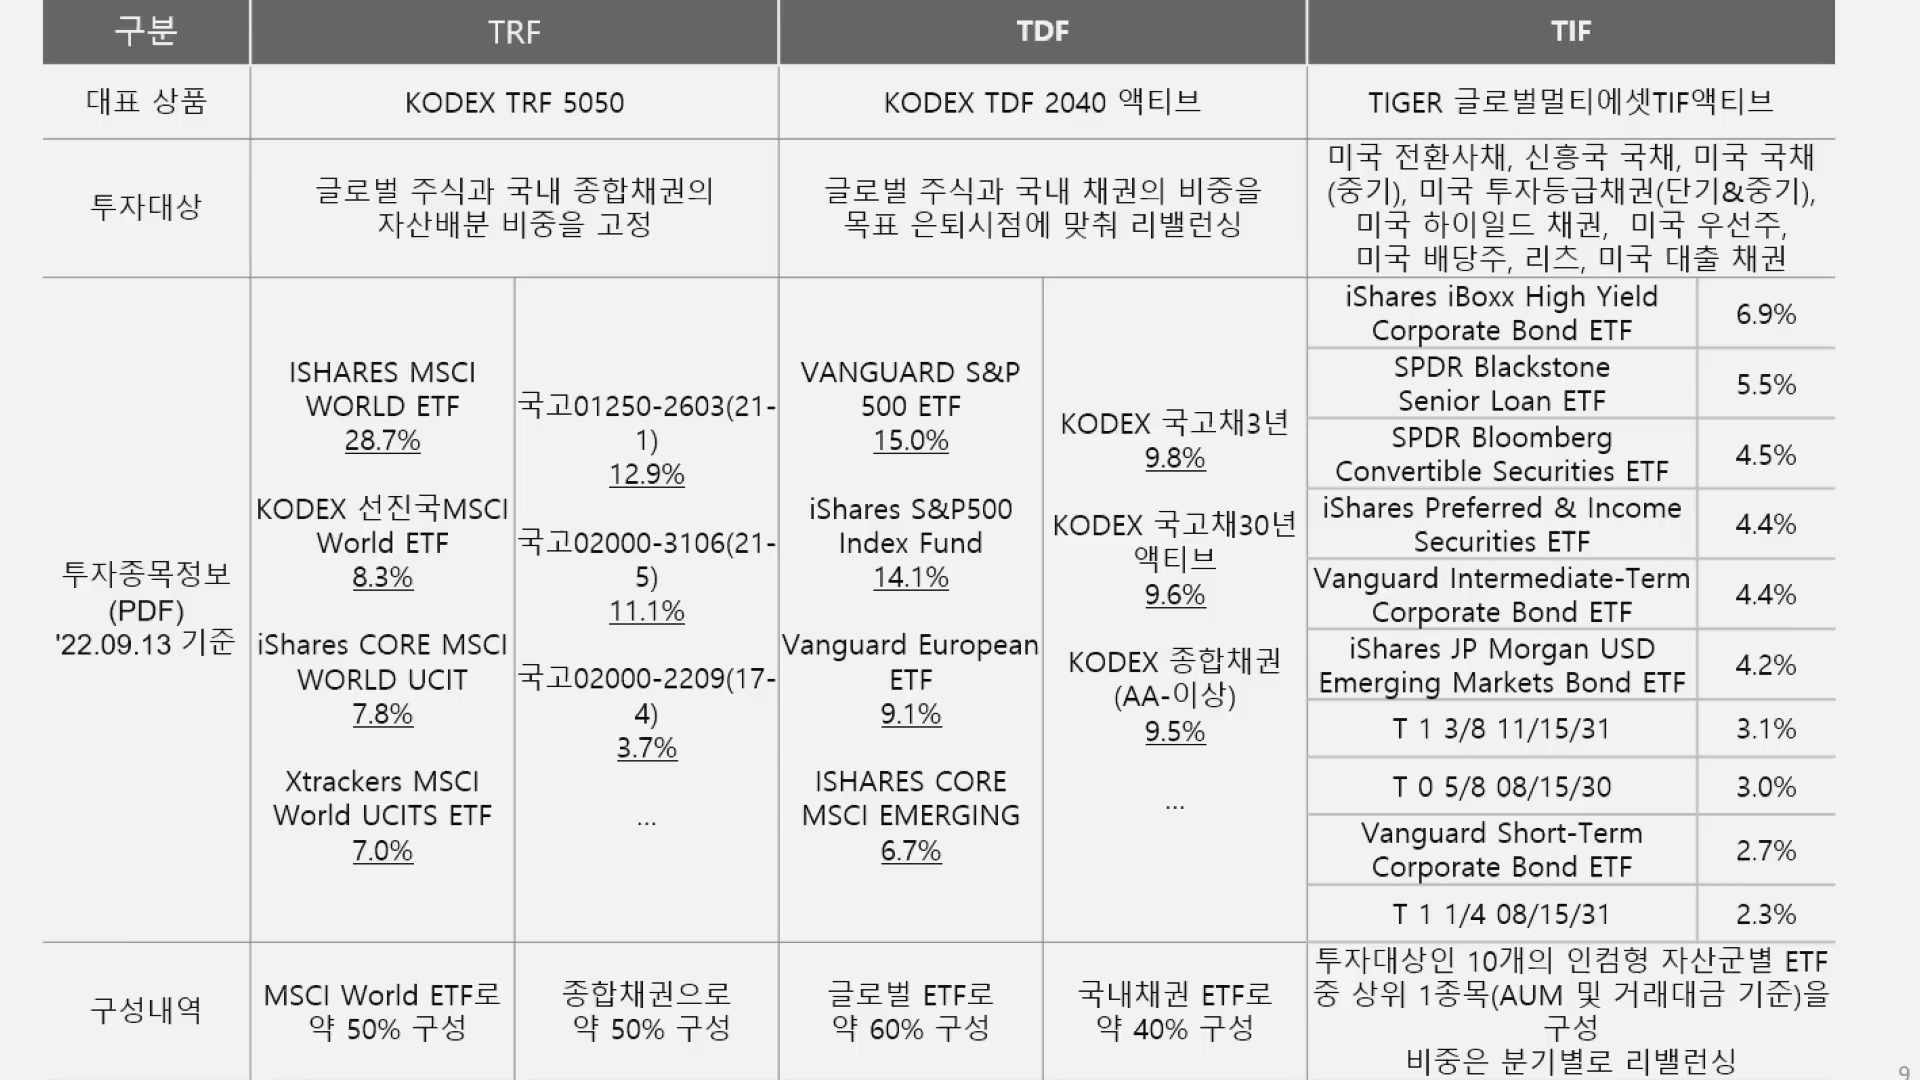 구분
TRF
TDF
TIF
대표 상품
KODEX TRF 5050
KODEX TDF 2040 액티브
TIGER 글로벌멀티에셋TIF액티브
투자대상
글로벌 주식과 국내 종합채권의
자산배분 비중을 고정
글로벌 주식과 국내 채권의 비중을
목표 은퇴시점에 맞춰 리밸런싱
미국 전환사채, 신흥국 국채, 미국 국채
(중기), 미국 투자등급채권(단기&중기),
미국 하이일드 채권, 미국 우선주,
미국 배당주, 리츠, 미국 대출 채권
투자종목정보
(PDF)
'22.09.13 기준
ISHARES MSCI
WORLD ETF
28.7%
KODEX 선진국MSCI
World ETF
8.3%
iShares CORE MSCI
WORLD UCIT
7.8%
Xtrackers MSCI
World UCITS ETF
7.0%
국고01250-2603(21-
1)
12.9%
국고02000-3106(21-
5)
11.1%
국고02000-2209(17-
4)
3.7%
...
VANGUARD S&P
500 ETF
15.0%
iShares S&P500
Index Fund
14.1%
Vanguard European
ETF
9.1%
ISHARES CORE
MSCI EMERGING
6.7%
KODEX 국고채3년
9.8%
KODEX 국고채30년
액티브
9.6%
KODEX 종합채권
(AA-이상)
9.5%
...
iShares iBoxx High Yield
Corporate Bond ETF
6.9%
SPDR Blackstone
Senior Loan ETF
5.5%
SPDR Bloomberg
Convertible Securities ETF
4.5%
iShares Preferred & Income
Securities ETF
4.4%
Vanguard Intermediate-Term
Corporate Bond ETF
4.4%
iShares JP Morgan USD
Emerging Markets Bond ETF
4.2%
T 1 3/8 11/15/31
3.1%
T 0 5/8 08/15/30
3.0%
Vanguard Short-Term
Corporate Bond ETF
2.7%
T 1 1/4 08/15/31
2.3%
구성내역
MSCI World ETF로
약 50% 구성
종합채권으로
약 50% 구성
글로벌 ETF로
약 60% 구성
국내채권 ETF로
약 40% 구성
투자대상인 10개의 인컴형 자산군별 ETF
중 상위 1종목(AUM 및 거래대금 기준)을
구성
비중은 분기별로 리밸런싱
9